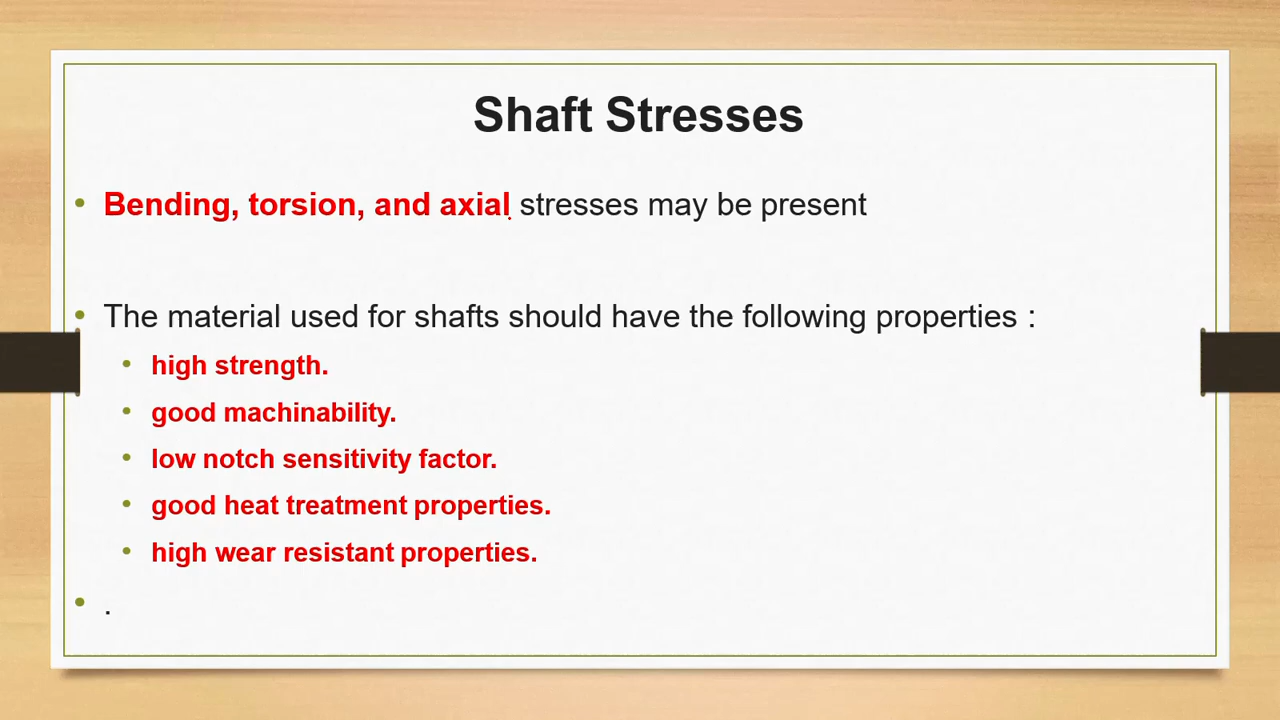 Shaft Stresses
• Bending, torsion, and axial stresses may be present
• The material used for shafts should have the following properties :
• high strength.
• good machinability.
• low notch sensitivity factor.
• good heat treatment properties.
• high wear resistant properties.
• .